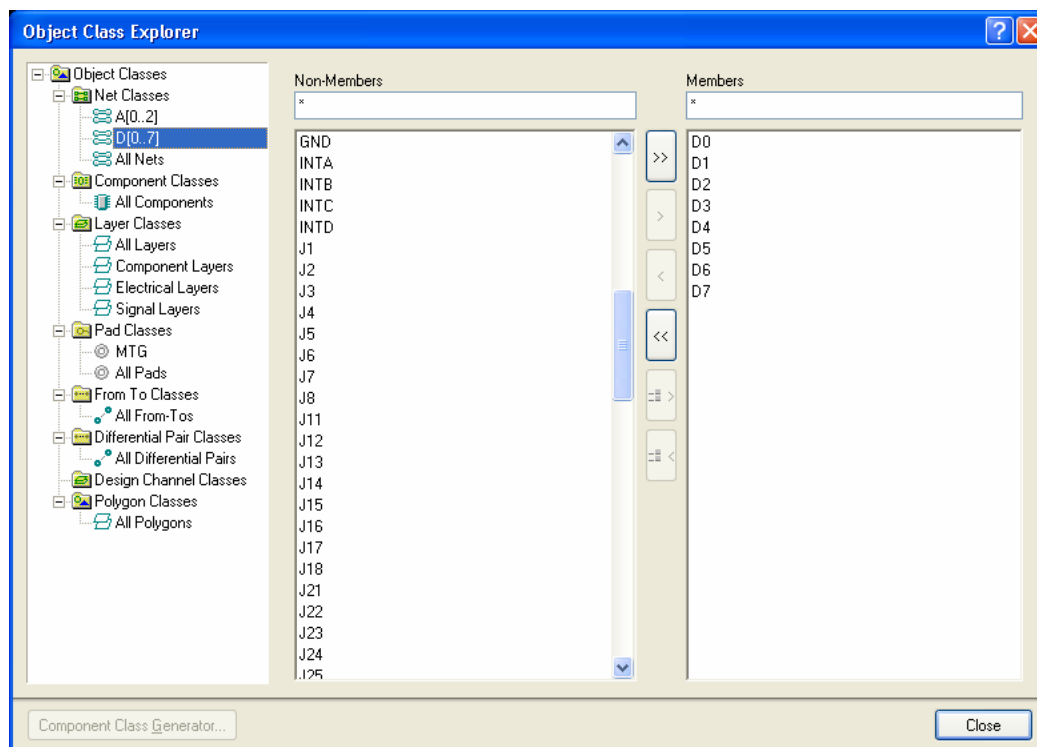 Object Class Explorer
Object Classes
Net Classes
A[0..2]
D[0..7]
All Nets
Component Classes
All Components
Layer Classes
All Layers
Component Layers
Electrical Layers
Signal Layers
Pad Classes
MTG
All Pads
From To Classes
All From-Tos
Differential Pair Classes
All Differential Pairs
Design Channel Classes
Polygon Classes
All Polygons
Non-Members
*
GND
INTA
INTB
INTC
INTD
J1
J2
J3
J4
J5
J6
J7
J8
J11
J12
J13
J14
J15
J16
J17
J18
J21
J22
J23
J24
J25
>>
>
<
<<
>
<
Members
*
D0
D1
D2
D3
D4
D5
D6
D7
Component Class Generator...
Close